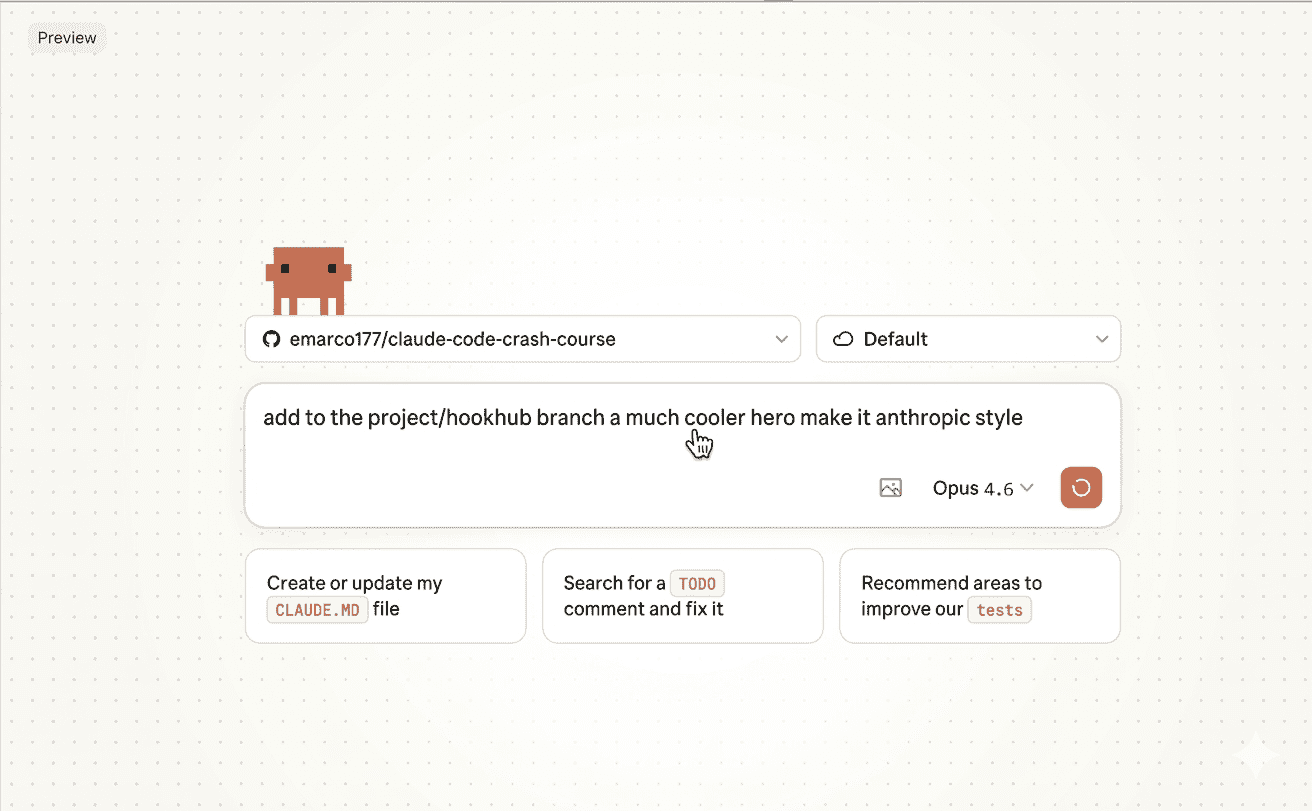 Preview
emarco177/claude-code-crash-course
Default
add to the project/hookhub branch a much cooler hero make it anthropic style
Opus 4.6
Create or update my
CLAUDE.MD file
Search for a TODO
comment and fix it
Recommend areas to
improve our tests